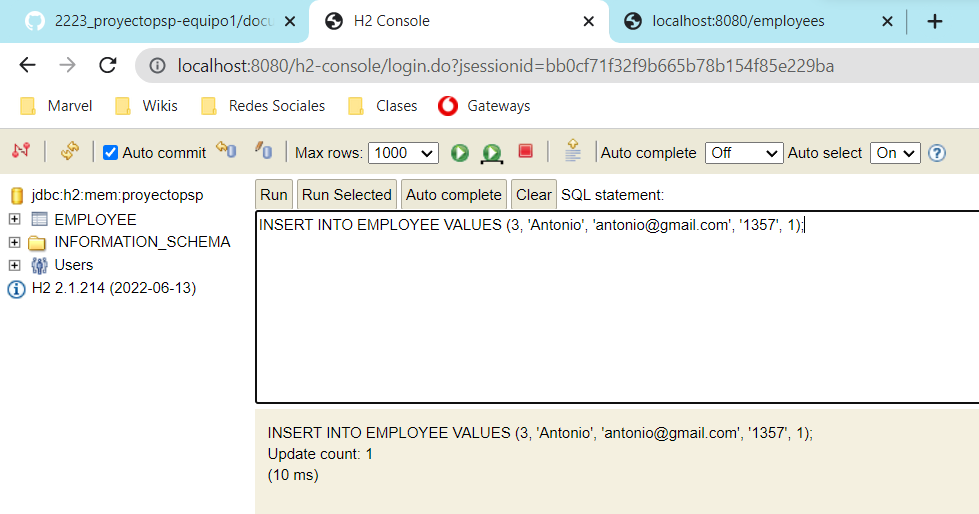 2223_proyectopsp-equipo1/docu
H2 Console
localhost:8080/employees
localhost:8080/h2-console/login.do?jsessionid=bb0cf71f32f9b665b78b154f85e229ba
Marvel Wikis Redes Sociales Clases Gateways
Auto commit Max rows: 1000 Auto complete Off Auto select On
jdbc:h2:mem:proyectopsp
EMPLOYEE
INFORMATION_SCHEMA
Users
H2 2.1.214 (2022-06-13)
Run Run Selected Auto complete Clear SQL statement:
INSERT INTO EMPLOYEE VALUES (3, 'Antonio', 'antonio@gmail.com', '1357', 1);
INSERT INTO EMPLOYEE VALUES (3, 'Antonio', 'antonio@gmail.com', '1357', 1);
Update count: 1
(10 ms)